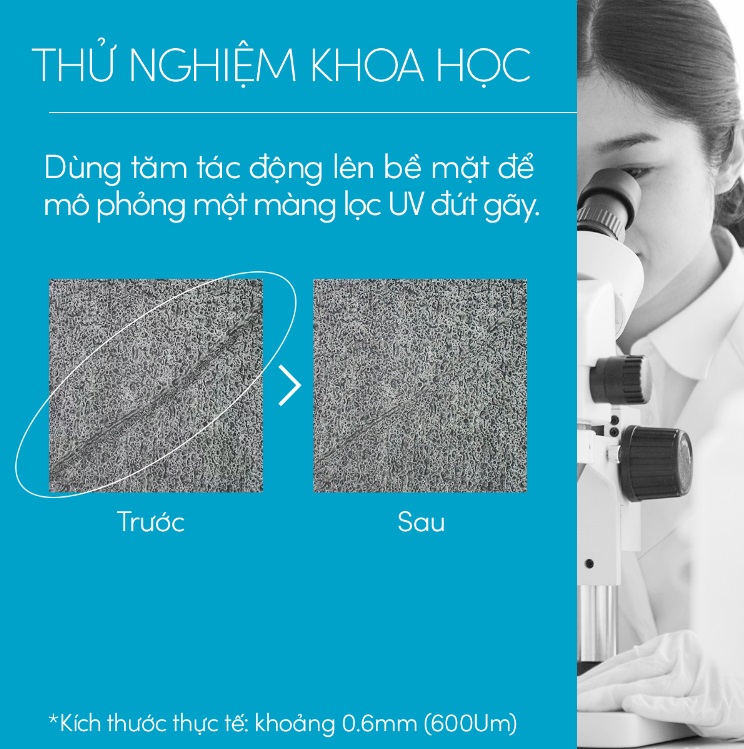 THỬ NGHIỆM KHOA HỌC
Dùng tăm tác động lên bề mặt để
mô phỏng một màng lọc UV đứt gãy.
Trước
Sau
*Kích thước thực tế: khoảng 0.6mm (600Um)